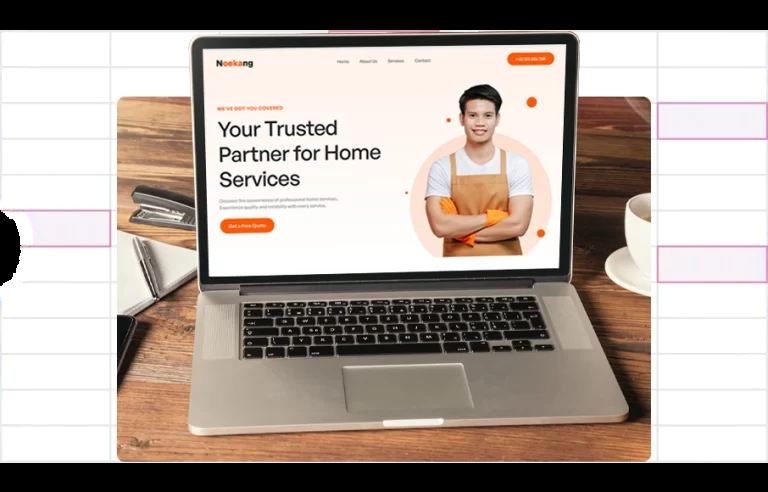 Noekang
Home About Us Services Contact
WE'VE GOT YOU COVERED
Your Trusted
Partner for Home
Services
Discover the convenience of professional home services.
Experience quality and reliability with every service.
Get a Free Quote